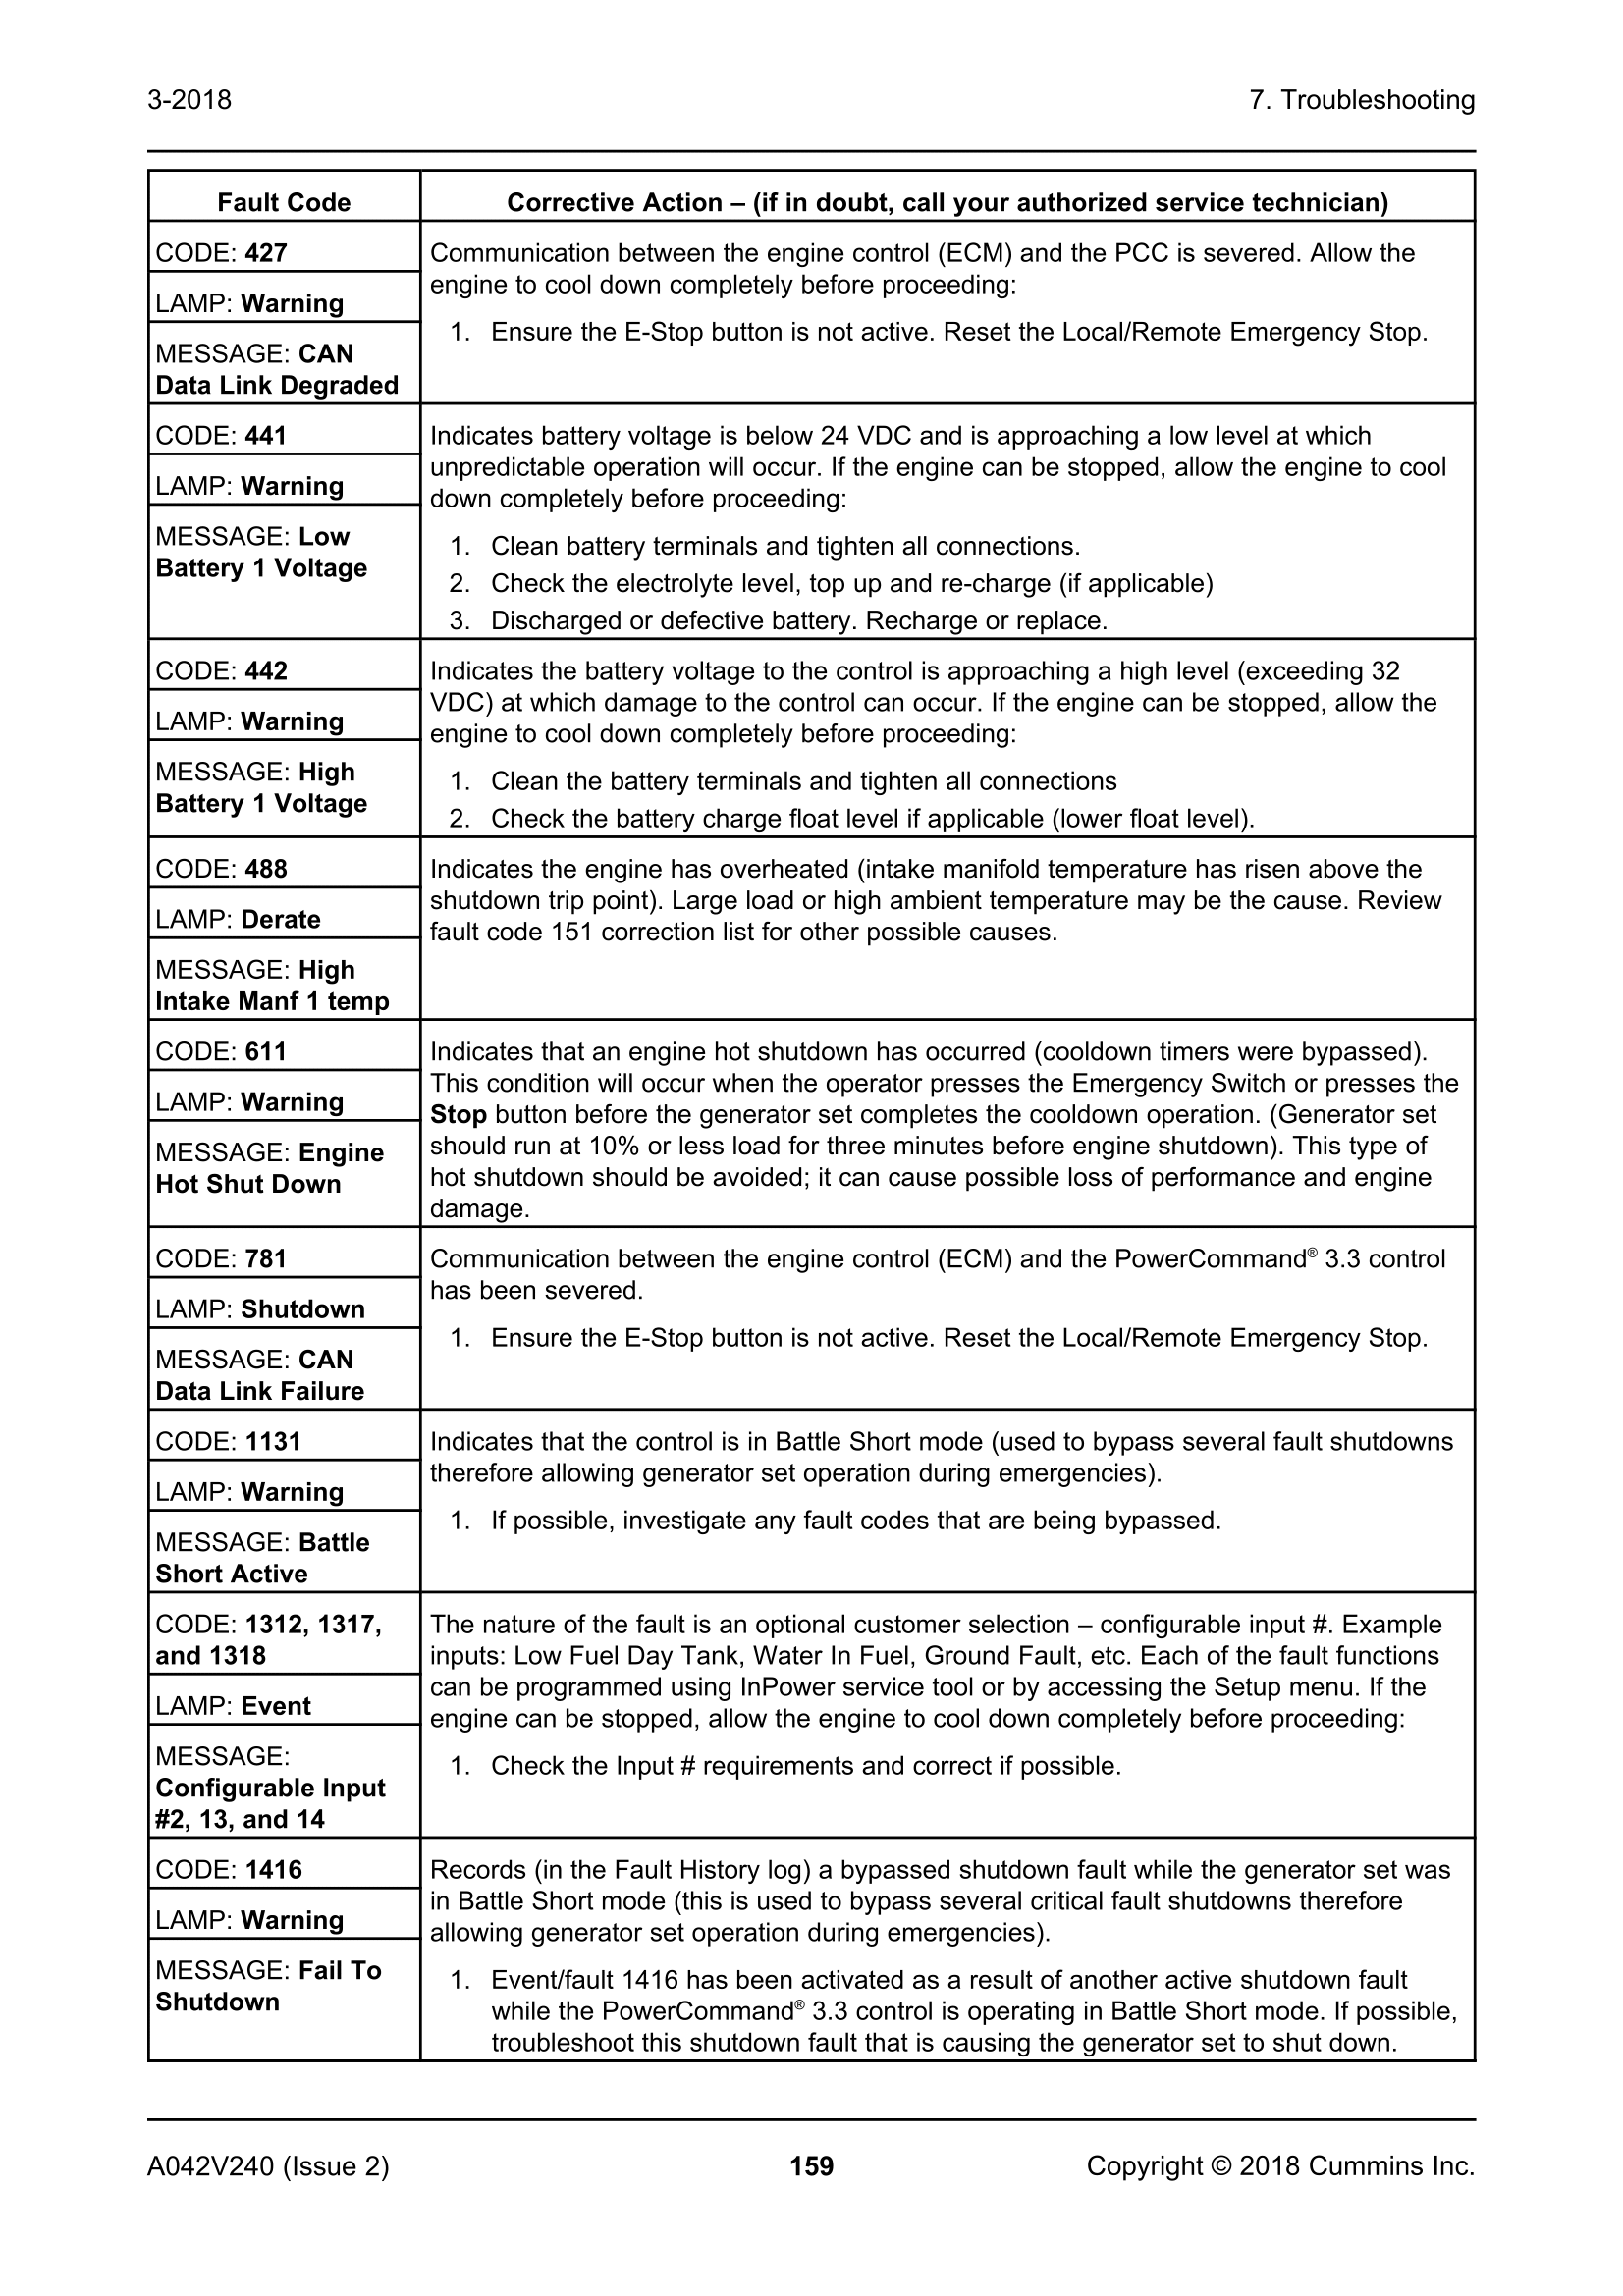 3-2018
7. Troubleshooting
Fault Code
Corrective Action – (if in doubt, call your authorized service technician)
CODE: 427
LAMP: Warning
MESSAGE: CAN
Data Link Degraded
Communication between the engine control (ECM) and the PCC is severed. Allow the
engine to cool down completely before proceeding:
1. Ensure the E-Stop button is not active. Reset the Local/Remote Emergency Stop.
CODE: 441
LAMP: Warning
MESSAGE: Low
Battery 1 Voltage
Indicates battery voltage is below 24 VDC and is approaching a low level at which
unpredictable operation will occur. If the engine can be stopped, allow the engine to cool
down completely before proceeding:
1. Clean battery terminals and tighten all connections.
2. Check the electrolyte level, top up and re-charge (if applicable)
3. Discharged or defective battery. Recharge or replace.
CODE: 442
LAMP: Warning
MESSAGE: High
Battery 1 Voltage
Indicates the battery voltage to the control is approaching a high level (exceeding 32
VDC) at which damage to the control can occur. If the engine can be stopped, allow the
engine to cool down completely before proceeding:
1. Clean the battery terminals and tighten all connections
2. Check the battery charge float level if applicable (lower float level).
CODE: 488
LAMP: Derate
MESSAGE: High
Intake Manf 1 temp
Indicates the engine has overheated (intake manifold temperature has risen above the
shutdown trip point). Large load or high ambient temperature may be the cause. Review
fault code 151 correction list for other possible causes.
CODE: 611
LAMP: Warning
MESSAGE: Engine
Hot Shut Down
Indicates that an engine hot shutdown has occurred (cooldown timers were bypassed).
This condition will occur when the operator presses the Emergency Switch or presses the
Stop button before the generator set completes the cooldown operation. (Generator set
should run at 10% or less load for three minutes before engine shutdown). This type of
hot shutdown should be avoided; it can cause possible loss of performance and engine
damage.
CODE: 781
LAMP: Shutdown
MESSAGE: CAN
Data Link Failure
Communication between the engine control (ECM) and the PowerCommand® 3.3 control
has been severed.
1. Ensure the E-Stop button is not active. Reset the Local/Remote Emergency Stop.
CODE: 1131
LAMP: Warning
MESSAGE: Battle
Short Active
Indicates that the control is in Battle Short mode (used to bypass several fault shutdowns
therefore allowing generator set operation during emergencies).
1. If possible, investigate any fault codes that are being bypassed.
CODE: 1312, 1317,
and 1318
LAMP: Event
MESSAGE:
Configurable Input
#2, 13, and 14
The nature of the fault is an optional customer selection – configurable input #. Example
inputs: Low Fuel Day Tank, Water In Fuel, Ground Fault, etc. Each of the fault functions
can be programmed using InPower service tool or by accessing the Setup menu. If the
engine can be stopped, allow the engine to cool down completely before proceeding:
1. Check the Input # requirements and correct if possible.
CODE: 1416
LAMP: Warning
MESSAGE: Fail To
Shutdown
Records (in the Fault History log) a bypassed shutdown fault while the generator set was
in Battle Short mode (this is used to bypass several critical fault shutdowns therefore
allowing generator set operation during emergencies).
1. Event/fault 1416 has been activated as a result of another active shutdown fault
while the PowerCommand® 3.3 control is operating in Battle Short mode. If possible,
troubleshoot this shutdown fault that is causing the generator set to shut down.
A042V240 (Issue 2)
159
Copyright © 2018 Cummins Inc.